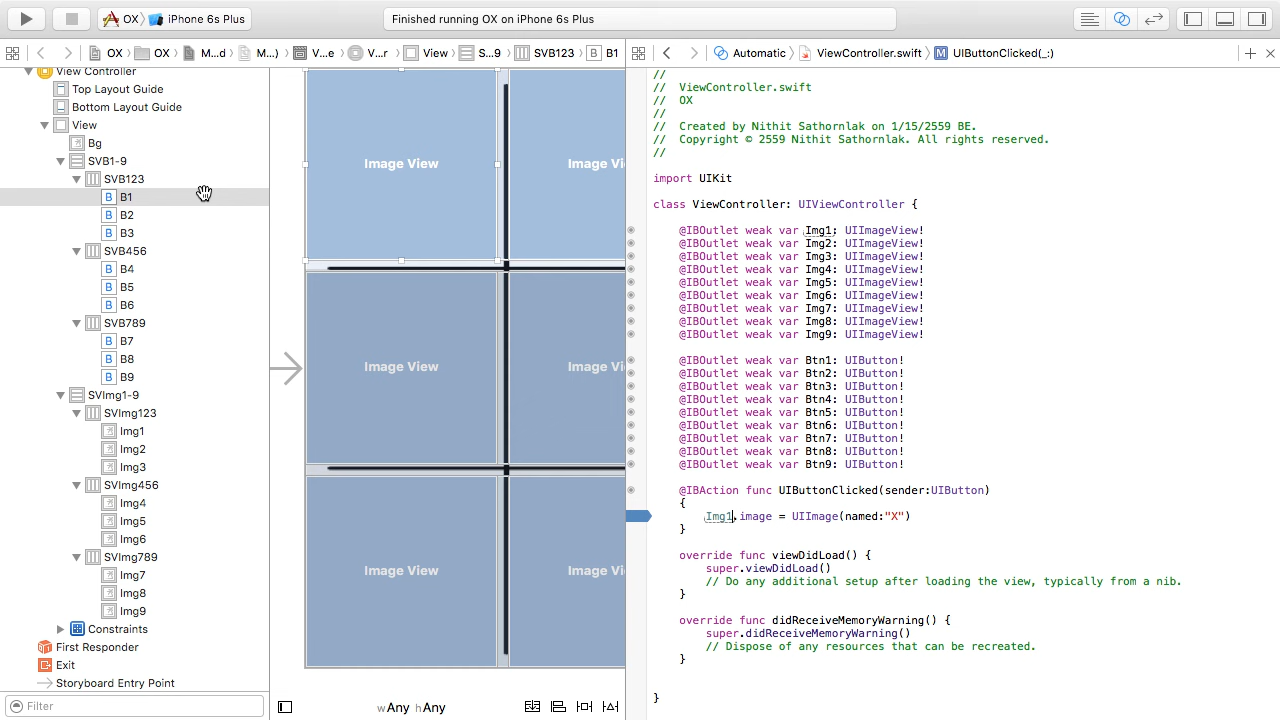 OX iPhone 6s Plus
Finished running OX on iPhone 6s Plus
OX OX M...d M...) V...e V...r View S...9 SVB123 B B1
Automatic ViewController.swift M UIButtonClicked(_:)
View Controller
Top Layout Guide
Bottom Layout Guide
View
Bg
SVB1-9
SVB123
B B1
B B2
B B3
SVB456
B B4
B B5
B B6
SVB789
B B7
B B8
B B9
SVImg1-9
SVImg123
Img1
Img2
Img3
SVImg456
Img4
Img5
Img6
SVImg789
Img7
Img8
Img9
Constraints
First Responder
Exit
Storyboard Entry Point
Filter
Image View Image Vi
Image View Image Vi
Image View Image Vi
wAny hAny
//
// ViewController.swift
// OX
//
// Created by Nithit Sathornlak on 1/15/2559 BE.
// Copyright © 2559 Nithit Sathornlak. All rights reserved.
//
import UIKit
class ViewController: UIViewController {
@IBOutlet weak var Img1: UIImageView!
@IBOutlet weak var Img2: UIImageView!
@IBOutlet weak var Img3: UIImageView!
@IBOutlet weak var Img4: UIImageView!
@IBOutlet weak var Img5: UIImageView!
@IBOutlet weak var Img6: UIImageView!
@IBOutlet weak var Img7: UIImageView!
@IBOutlet weak var Img8: UIImageView!
@IBOutlet weak var Img9: UIImageView!
@IBOutlet weak var Btn1: UIButton!
@IBOutlet weak var Btn2: UIButton!
@IBOutlet weak var Btn3: UIButton!
@IBOutlet weak var Btn4: UIButton!
@IBOutlet weak var Btn5: UIButton!
@IBOutlet weak var Btn6: UIButton!
@IBOutlet weak var Btn7: UIButton!
@IBOutlet weak var Btn8: UIButton!
@IBOutlet weak var Btn9: UIButton!
@IBAction func UIButtonClicked(sender:UIButton)
{
Img1.image = UIImage(named:"X")
}
override func viewDidLoad() {
super.viewDidLoad()
// Do any additional setup after loading the view, typically from a nib.
}
override func didReceiveMemoryWarning() {
super.didReceiveMemoryWarning()
// Dispose of any resources that can be recreated.
}
}